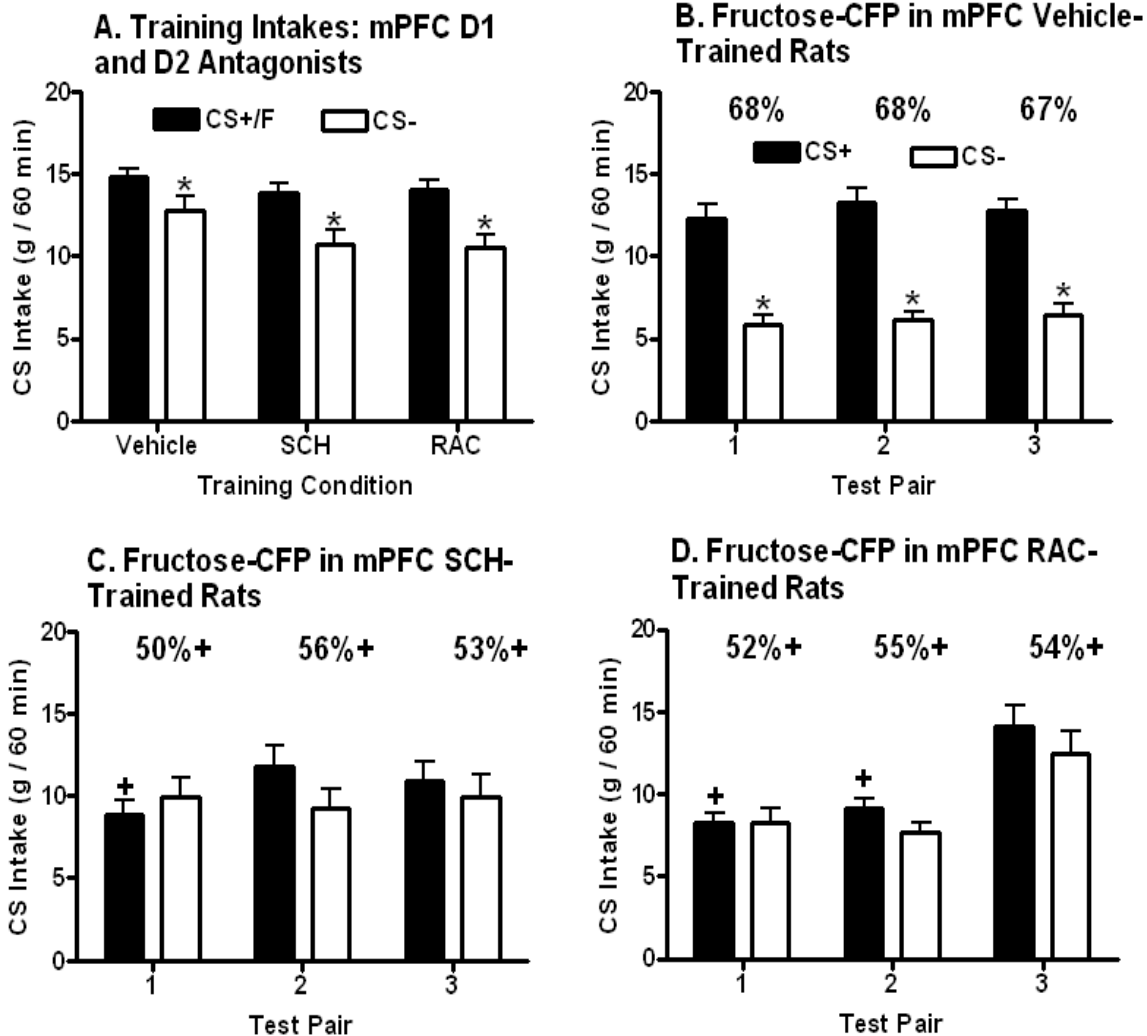 A. Training Intakes: mPFC D1
and D2 Antagonists
CS Intake (g / 60 min)
20
15
10
5
0
CS+/F
CS-
*
*
*
Vehicle
SCH
RAC
Training Condition
B. Fructose-CFP in mPFC Vehicle-
Trained Rats
CS Intake (g / 60 min)
20
15
10
5
0
68%
68%
67%
CS+
CS-
*
*
*
1
2
3
Test Pair
C. Fructose-CFP in mPFC SCH-
Trained Rats
CS Intake (g / 60 min)
20
15
10
5
0
50%+
56%+
53%+
+
1
2
3
Test Pair
D. Fructose-CFP in mPFC RAC-
Trained Rats
CS Intake (g / 60 min)
20
15
10
5
0
52%+
55%+
54%+
+
+
1
2
3
Test Pair